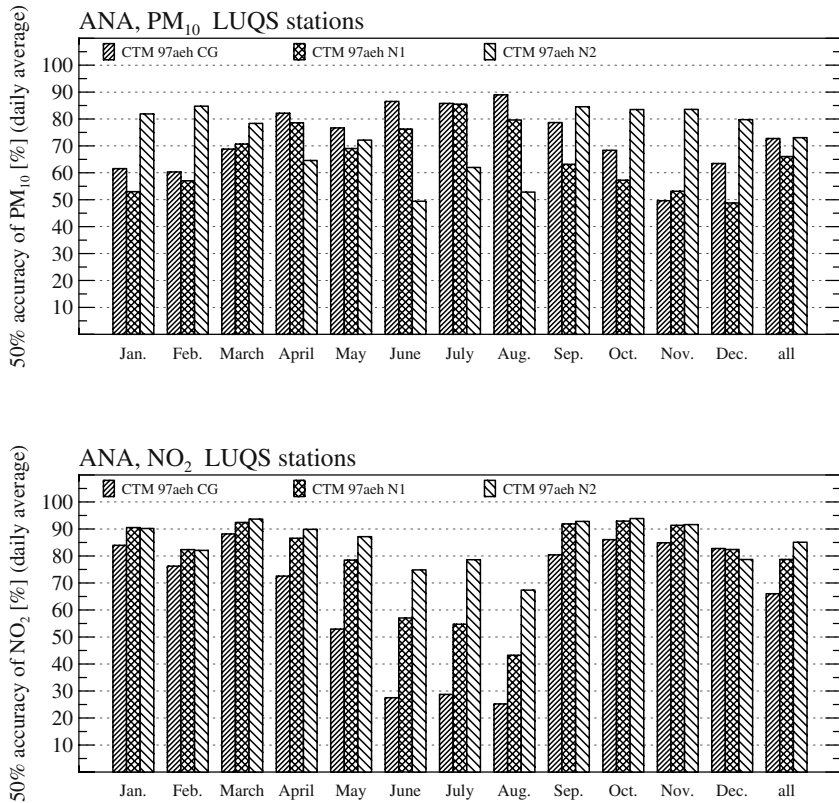 ANA, PM10 LUQS stations
CTM 97aeh CG CTM 97aeh N1 CTM 97aeh N2
50% accuracy of PM10 [%] (daily average)
100
90
80
70
60
50
40
30
20
10
Jan. Feb. March April May June July Aug. Sep. Oct. Nov. Dec. all
ANA, NO2 LUQS stations
CTM 97aeh CG CTM 97aeh N1 CTM 97aeh N2
50% accuracy of NO2 [%] (daily average)
100
90
80
70
60
50
40
30
20
10
Jan. Feb. March April May June July Aug. Sep. Oct. Nov. Dec. all